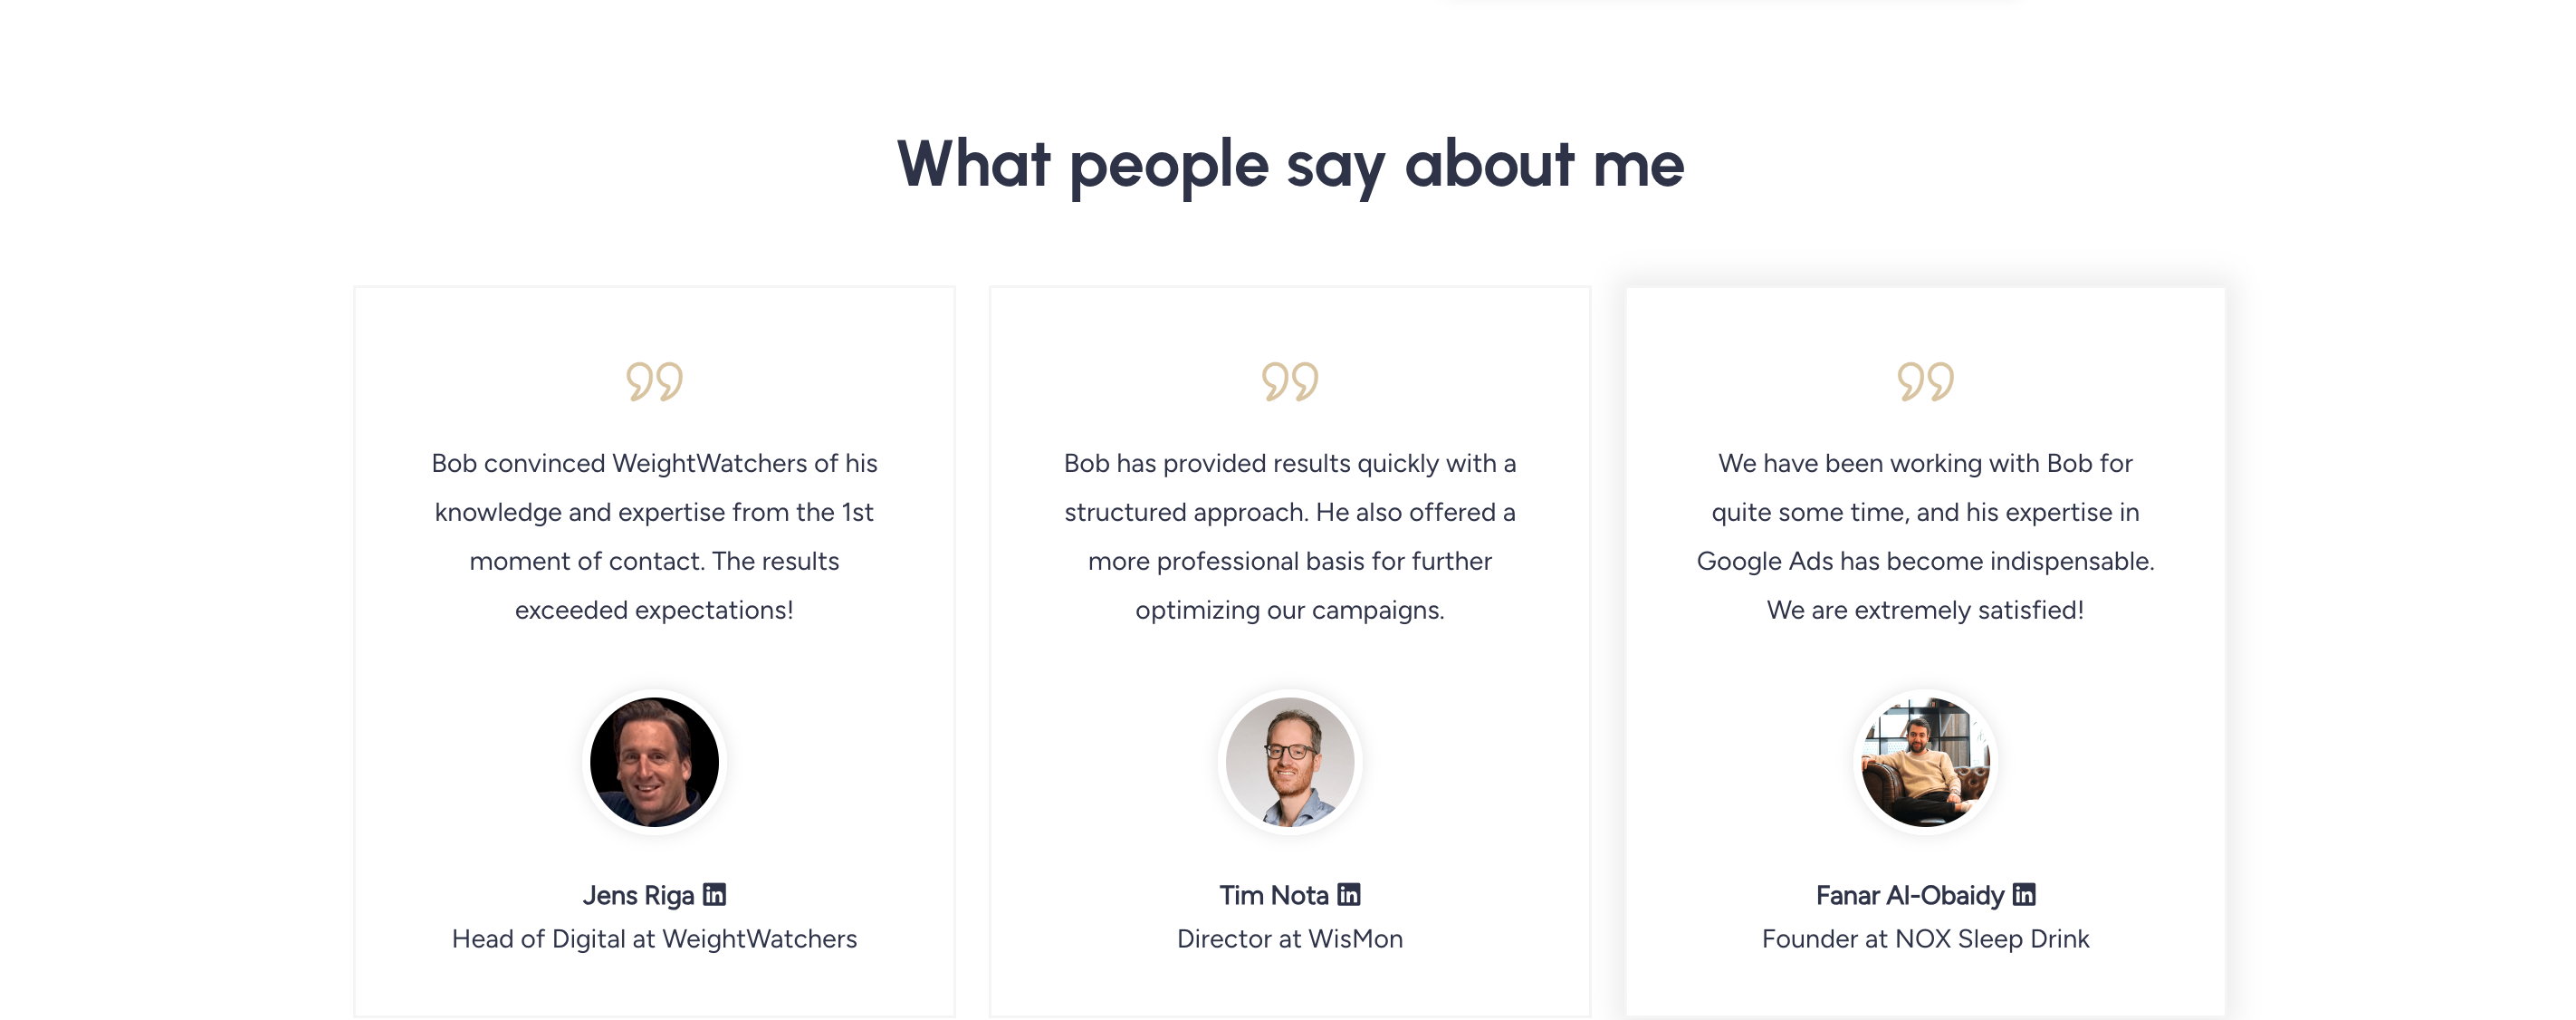 What people say about me
Bob convinced WeightWatchers of his
knowledge and expertise from the 1st
moment of contact. The results
exceeded expectations!
Jens Riga in
Head of Digital at WeightWatchers
Bob has provided results quickly with a
structured approach. He also offered a
more professional basis for further
optimizing our campaigns.
Tim Nota in
Director at WisMon
We have been working with Bob for
quite some time, and his expertise in
Google Ads has become indispensable.
We are extremely satisfied!
Fanar Al-Obaidy in
Founder at NOX Sleep Drink